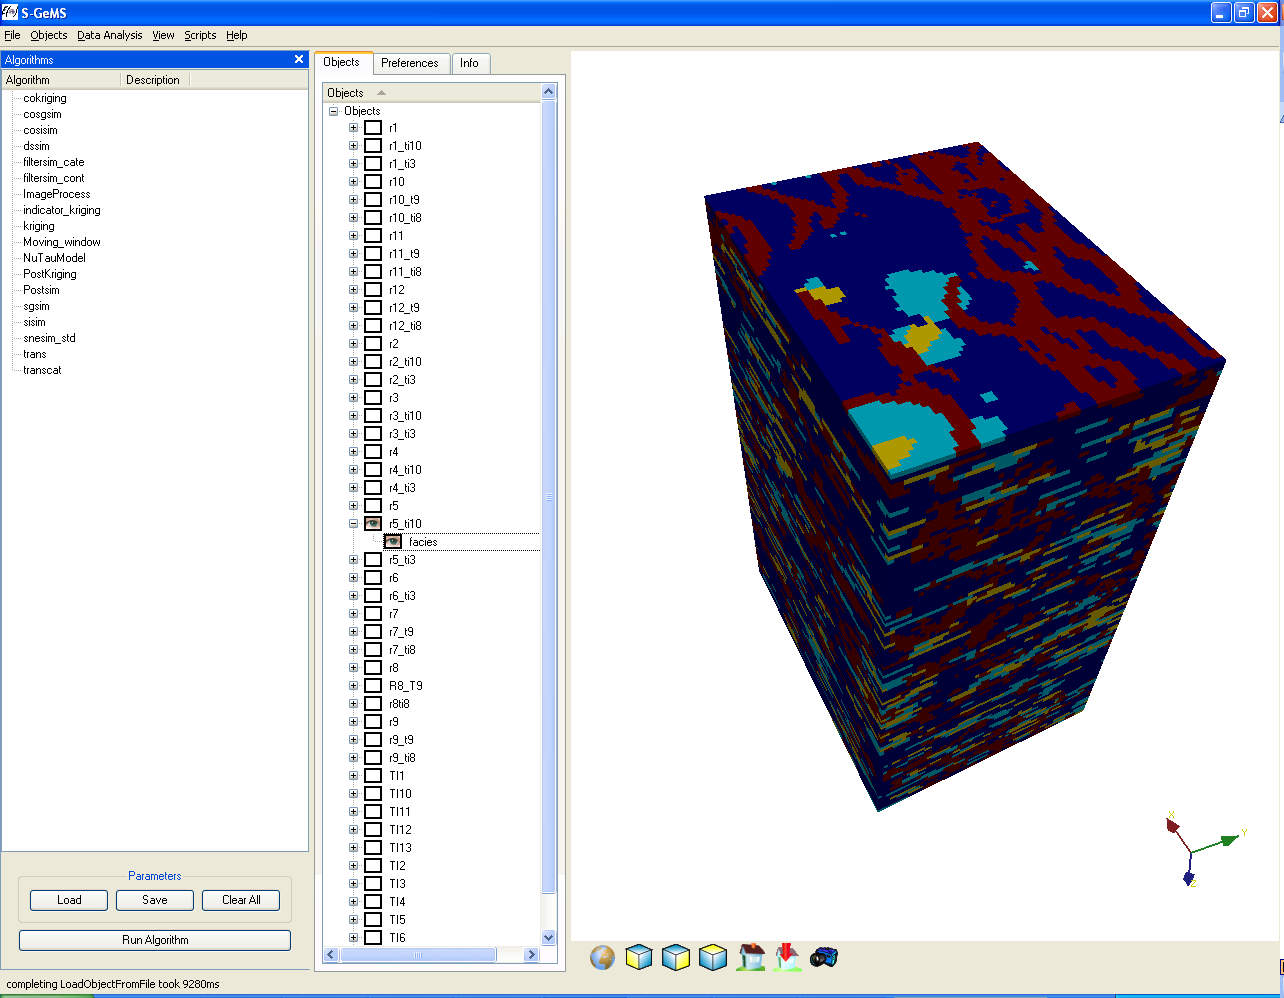 S-GeMS
File Objects Data Analysis View Scripts Help
Algorithms
Algorithm Description
cokriging
cosgsim
cosisim
dssim
filtersim_cate
filtersim_cont
ImageProcess
indicator_kriging
kriging
Moving_window
NuTauModel
PostKriging
Postsim
sgsim
sisim
snesim_std
trans
transcat
Parameters
Load Save Clear All
Run Algorithm
Objects Preferences Info
Objects
Objects
r1
r1_ti10
r1_ti3
r10
r10_t9
r10_ti8
r11
r11_t9
r11_ti8
r12
r12_t9
r12_ti8
r2
r2_ti10
r2_ti3
r3
r3_ti10
r3_ti3
r4
r4_ti10
r4_ti3
r5
r5_ti10
facies
r5_ti3
r6
r6_ti3
r7
r7_t9
r7_ti8
r8
R8_T9
r8ti8
r9
r9_t9
r9_ti8
TI1
TI10
TI11
TI12
TI13
TI2
TI3
TI4
TI5
TI6
X
Y
Z
completing LoadObjectFromFile took 9280ms